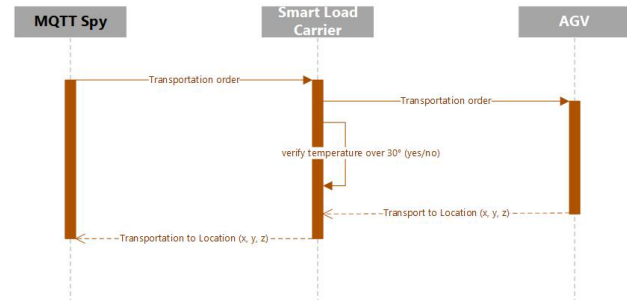 MQTT Spy
Smart Load
Carrier
AGV
Transportation order
Transportation order
verify temperature over 30° (yes/no)
Transport to Location (x, y, z)
Transportation to Location (x, y, z)